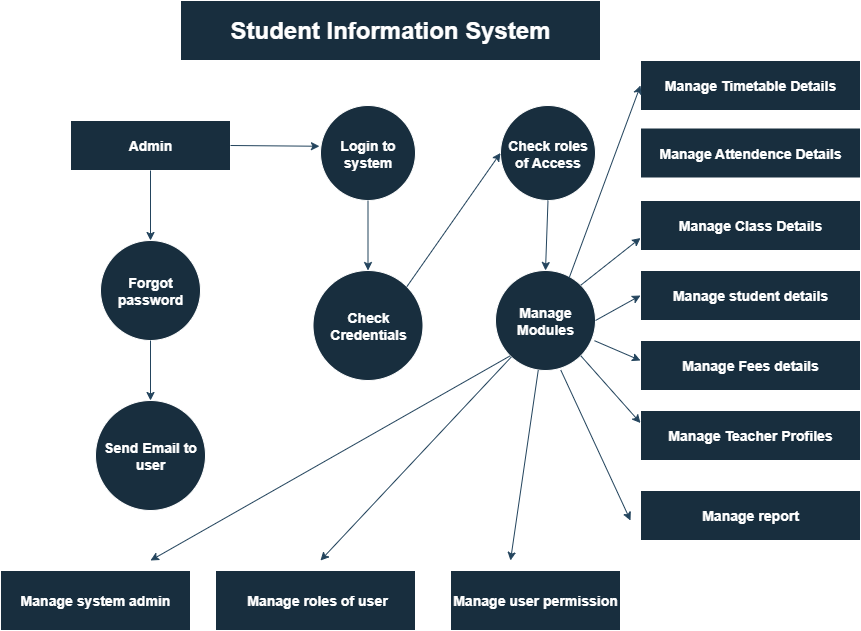 Student Information System
Manage Timetable Details
Admin
Login to
system
Check roles
of Access
Manage Attendence Details
Manage Class Details
Forgot
password
Manage student details
Check
Credentials
Manage
Modules
Manage Fees details
Manage Teacher Profiles
Send Email to
user
Manage report
Manage system admin
Manage roles of user
Manage user permission